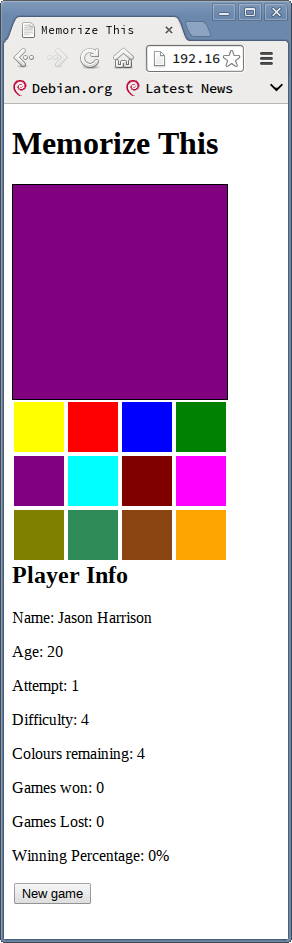 Memorize This
192.16
Debian.org Latest News
Memorize This
Player Info
Name: Jason Harrison
Age: 20
Attempt: 1
Difficulty: 4
Colours remaining: 4
Games won: 0
Games Lost: 0
Winning Percentage: 0%
New game